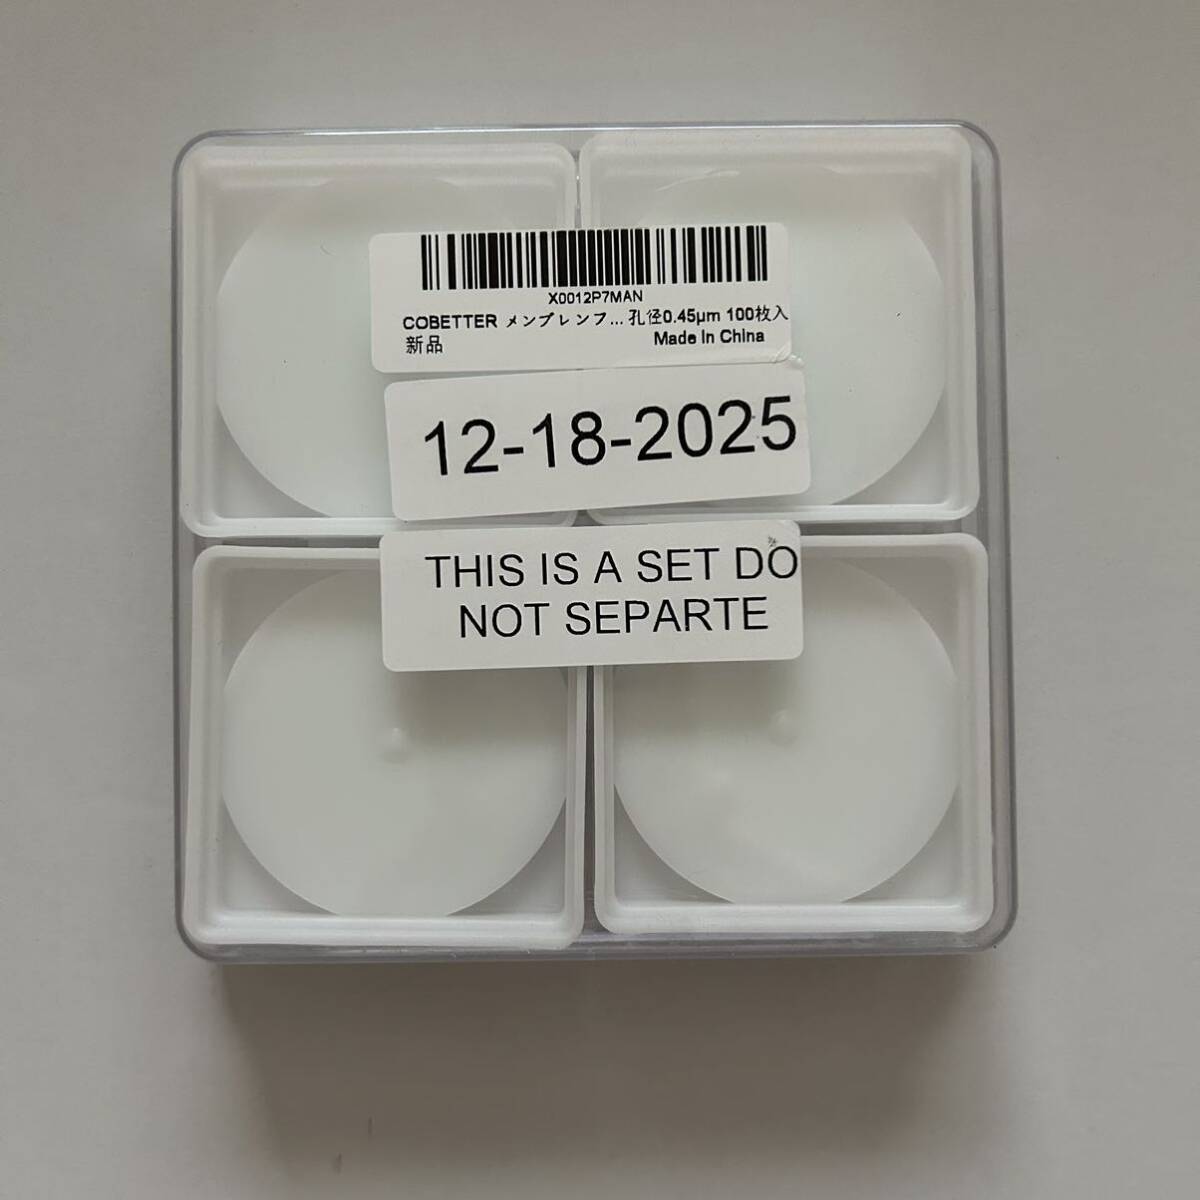 X0012P7MAN
COBETTER メンブレンフ... 孔径0.45µm 100枚入
新品 Made In China
12-18-2025
THIS IS A SET DO
NOT SEPARTE